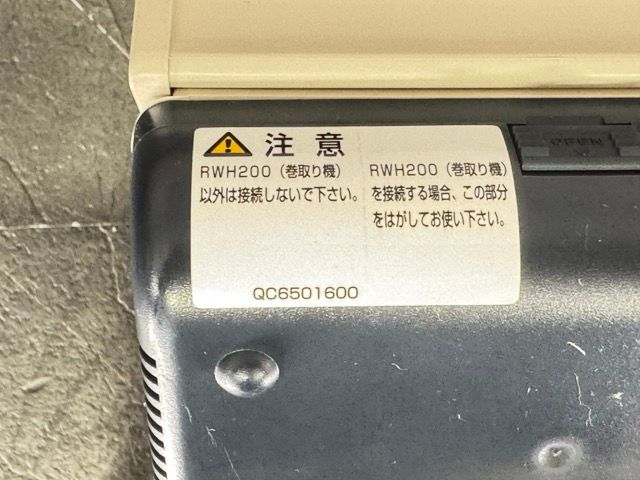 注意
RWH200（巻取り機）
以外は接続しないで下さい。
RWH200（巻取り機）
を接続する場合、この部分
をはがしてお使い下さい。
QC6501600
OPEN